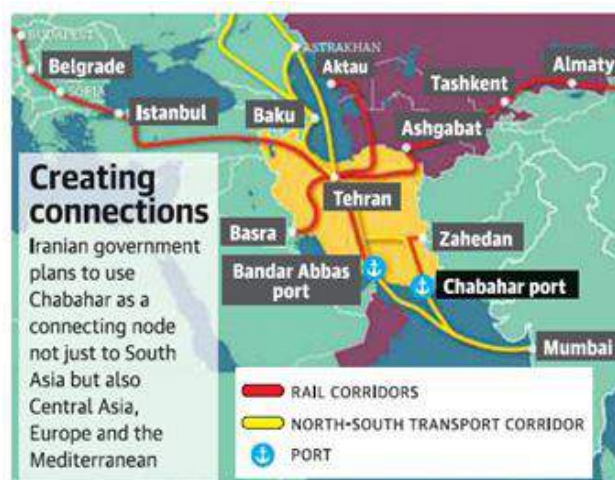 BUDAPEST
ASTRAKHAN
Belgrade
Aktau
Almaty
Tashkent
SOFIA
Istanbul
Baku
Ashgabat
Creating
connections
Iranian government
plans to use
Chabahar as a
connecting node
not just to South
Asia but also
Central Asia,
Europe and the
Mediterranean
Tehran
Basra
Zahedan
Bandar Abbas
port
Chabahar port
Mumbai
RAIL CORRIDORS
NORTH-SOUTH TRANSPORT CORRIDOR
PORT